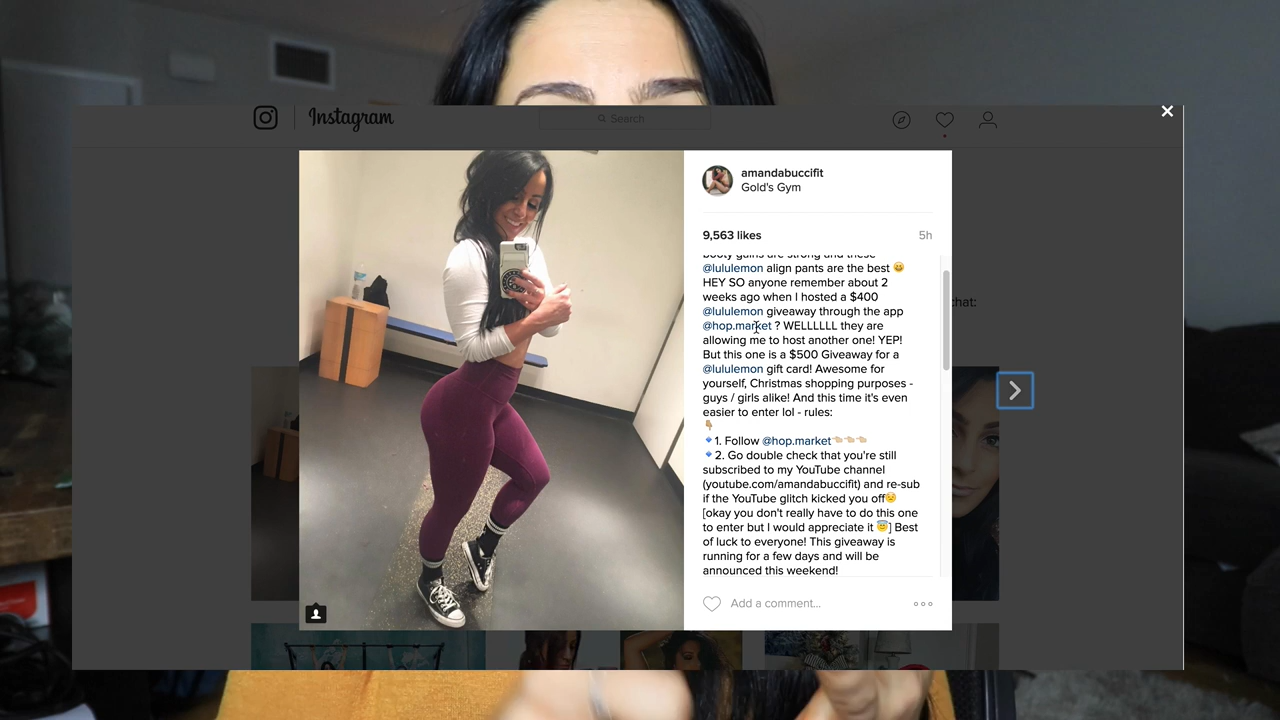 Instagram
Search
amandabuccifit
Gold's Gym
9,563 likes
5h
booty gains are strong and these
@lululemon align pants are the best 😀
HEY SO anyone remember about 2
weeks ago when I hosted a $400
@lululemon giveaway through the app
@hop.market ? WELLLLLL they are
allowing me to host another one! YEP!
But this one is a $500 Giveaway for a
@lululemon gift card! Awesome for
yourself, Christmas shopping purposes -
guys / girls alike! And this time it's even
easier to enter lol - rules:
👇🏼
🔹1. Follow @hop.market👈🏼👈🏼👈🏼
🔹2. Go double check that you're still
subscribed to my YouTube channel
(youtube.com/amandabuccifit) and re-sub
if the YouTube glitch kicked you off😣
[okay you don't really have to do this one
to enter but I would appreciate it 😇] Best
of luck to everyone! This giveaway is
running for a few days and will be
announced this weekend!
Add a comment...
chat: